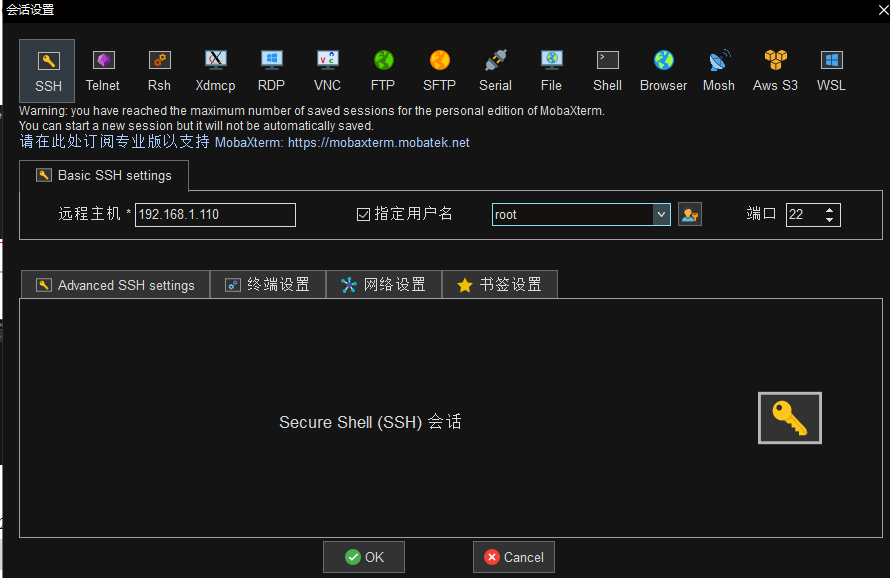 会话设置
SSH Telnet Rsh Xdmcp RDP VNC FTP SFTP Serial File Shell Browser Mosh Aws S3 WSL
Warning: you have reached the maximum number of saved sessions for the personal edition of MobaXterm.
You can start a new session but it will not be automatically saved.
请在此处订阅专业版以支持 MobaXterm: https://mobaxterm.mobatek.net
Basic SSH settings
远程主机 * 192.168.1.110 指定用户名 root 端口 22
Advanced SSH settings 终端设置 网络设置 书签设置
Secure Shell (SSH) 会话
OK Cancel